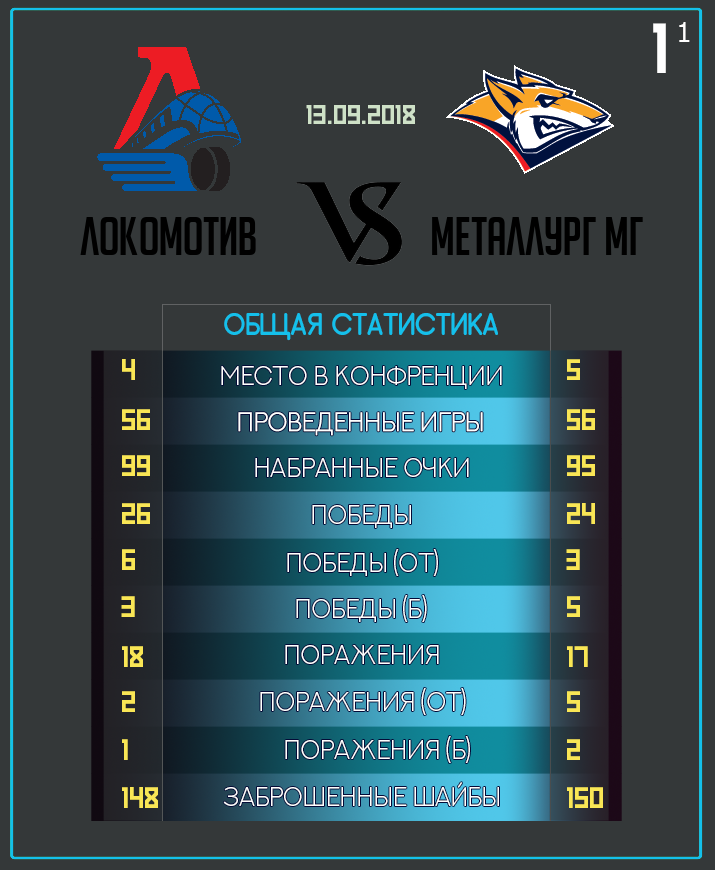 1 1
13.09.2018
VS
ЛОКОМОТИВ МЕТАЛЛУРГ МГ
ОБЩАЯ СТАТИСТИКА
4 МЕСТО В КОНФРЕНЦИИ 5
56 ПРОВЕДЕННЫЕ ИГРЫ 56
99 НАБРАННЫЕ ОЧКИ 95
26 ПОБЕДЫ 24
6 ПОБЕДЫ (ОТ) 3
3 ПОБЕДЫ (Б) 5
18 ПОРАЖЕНИЯ 17
2 ПОРАЖЕНИЯ (ОТ) 5
1 ПОРАЖЕНИЯ (Б) 2
148 ЗАБРОШЕННЫЕ ШАЙБЫ 150